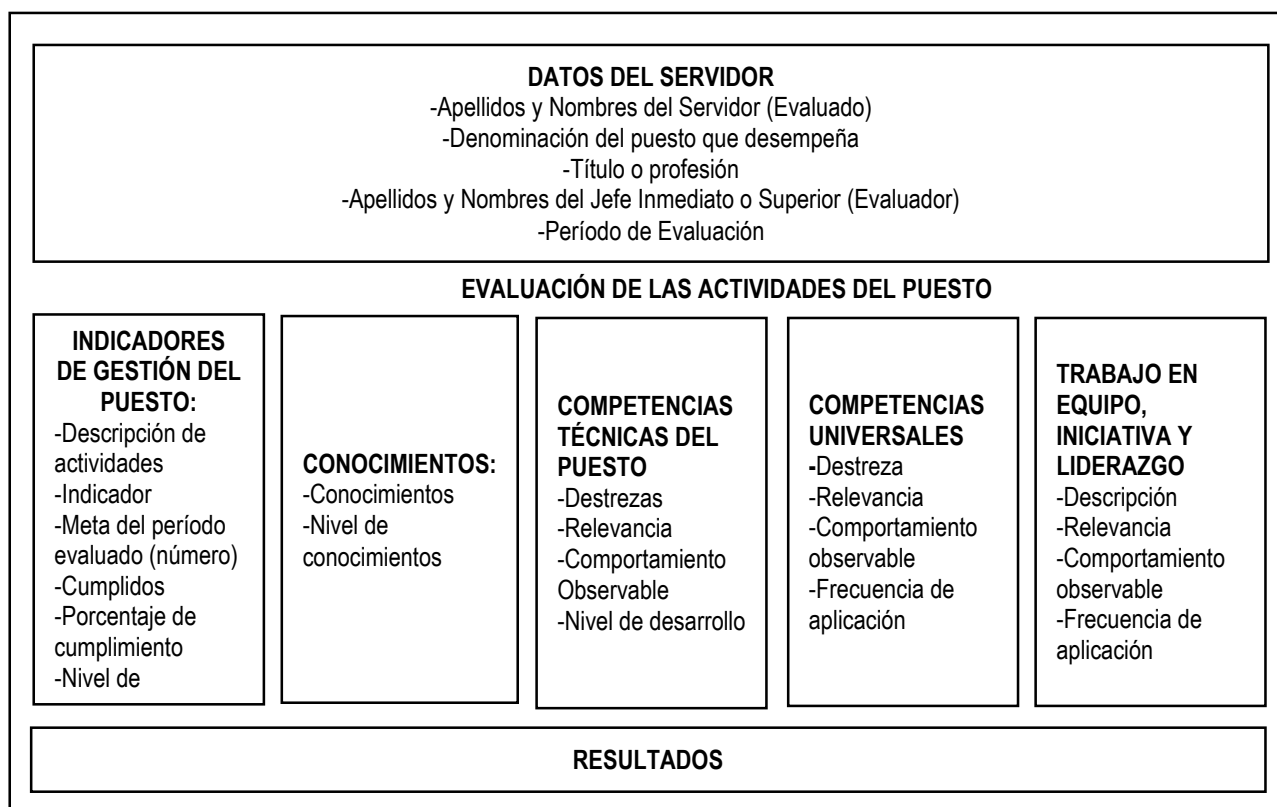 DATOS DEL SERVIDOR
-Apellidos y Nombres del Servidor (Evaluado)
-Denominación del puesto que desempeña
-Título o profesión
-Apellidos y Nombres del Jefe Inmediato o Superior (Evaluador)
-Período de Evaluación
EVALUACIÓN DE LAS ACTIVIDADES DEL PUESTO
INDICADORES
DE GESTIÓN DEL
PUESTO:
-Descripción de
actividades
-Indicador
-Meta del período
evaluado (número)
-Cumplidos
-Porcentaje de
cumplimiento
-Nivel de
CONOCIMIENTOS:
-Conocimientos
-Nivel de
conocimientos
COMPETENCIAS
TÉCNICAS DEL
PUESTO
-Destrezas
-Relevancia
-Comportamiento
Observable
-Nivel de desarrollo
COMPETENCIAS
UNIVERSALES
-Destreza
-Relevancia
-Comportamiento
observable
-Frecuencia de
aplicación
TRABAJO EN
EQUIPO,
INICIATIVA Y
LIDERAZGO
-Descripción
-Relevancia
-Comportamiento
observable
-Frecuencia de
aplicación
RESULTADOS